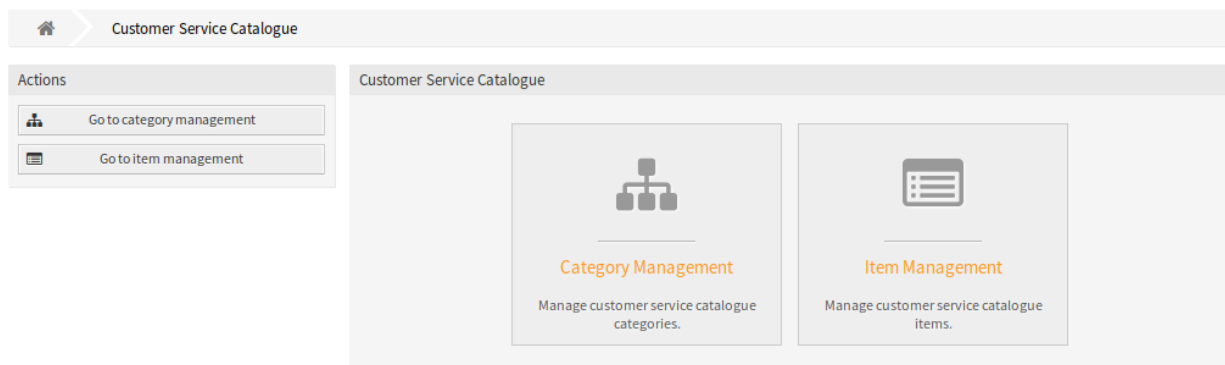 Customer Service Catalogue
Actions
Go to category management
Go to item management
Customer Service Catalogue
Category Management
Manage customer service catalogue
categories.
Item Management
Manage customer service catalogue
items.